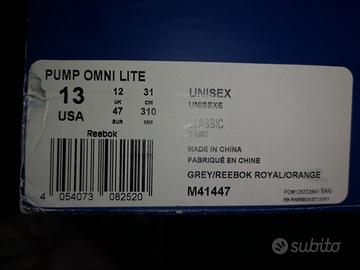 PUMP OMNI LITE
13 12 31
UK CM
USA 47 310
EUR MM
Reebok
4 054073 082520
UNISEX
UNISEXE
CLASSIC
MADE IN CHINA
FABRIQUÉ EN CHINE
GREY/REEBOK ROYAL/ORANGE
M41447
subito